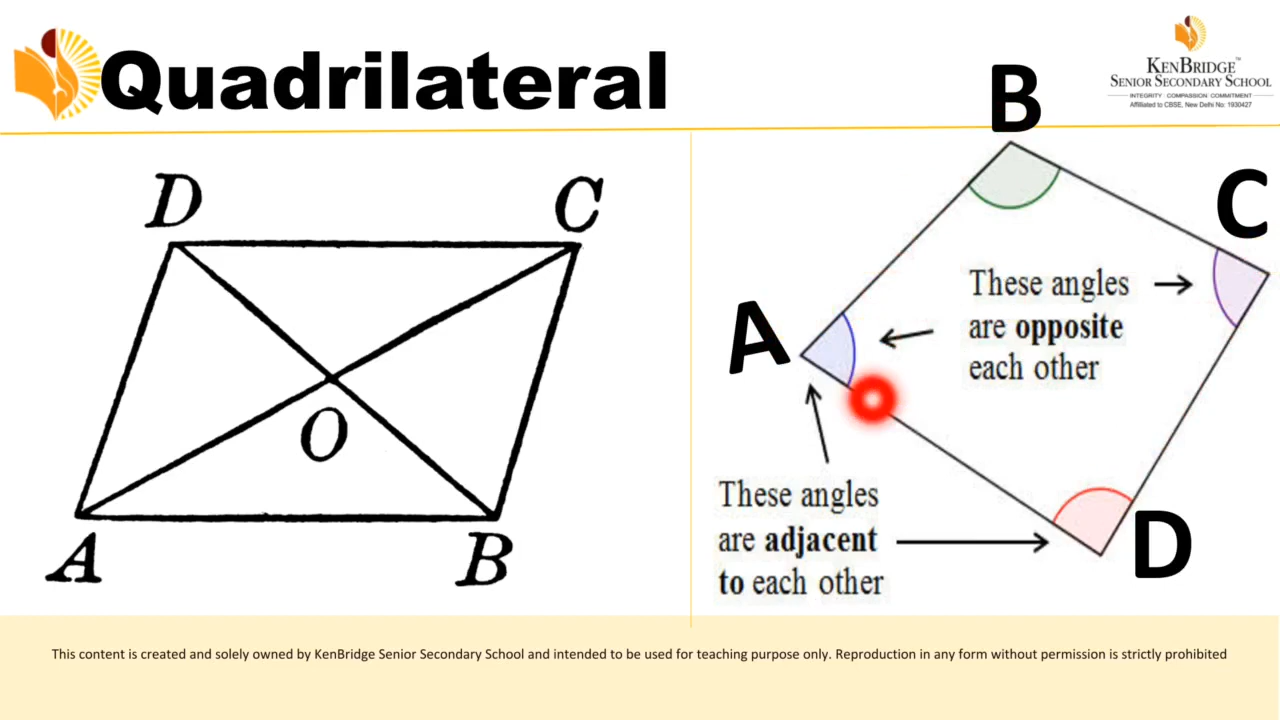 Quadrilateral
KENBRIDGE™
SENIOR SECONDARY SCHOOL
INTEGRITY | COMPASSION | COMMITMENT
Affiliated to CBSE, New Delhi No: 1930427
D
C
O
A
B
B
C
A
D
These angles
are opposite
each other
These angles
are adjacent
to each other
This content is created and solely owned by KenBridge Senior Secondary School and intended to be used for teaching purpose only. Reproduction in any form without permission is strictly prohibited